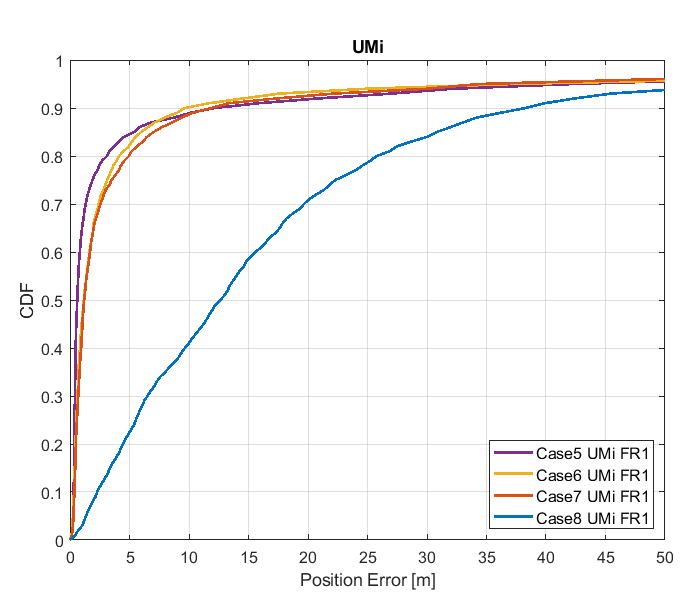 UMi
1
0.9
0.8
0.7
0.6
0.5
0.4
0.3
0.2
0.1
0
CDF
Case5 UMi FR1
Case6 UMi FR1
Case7 UMi FR1
Case8 UMi FR1
0 5 10 15 20 25 30 35 40 45 50
Position Error [m]